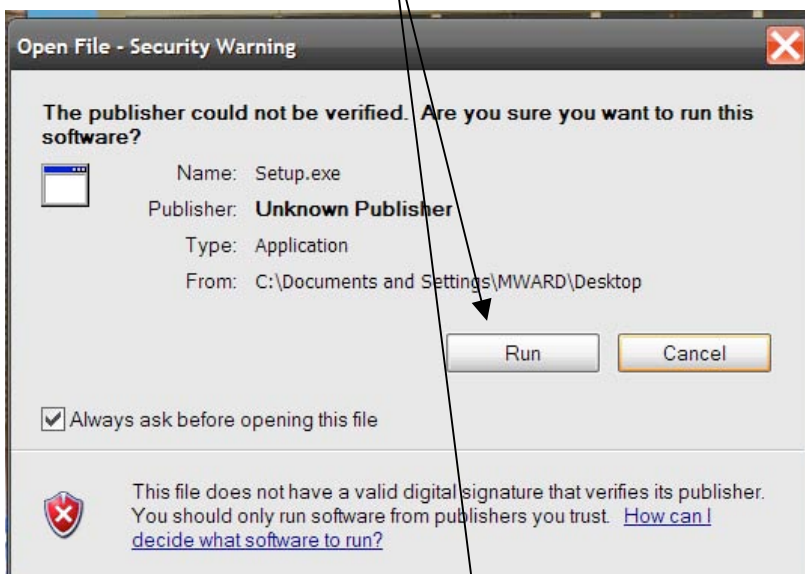 Open File - Security Warning
The publisher could not be verified.  Are you sure you want to run this
software?
Name: Setup.exe
Publisher: Unknown Publisher
Type: Application
From: C:\Documents and Settings\MWARD\Desktop
Run Cancel
Always ask before opening this file
This file does not have a valid digital signature that verifies its publisher.
You should only run software from publishers you trust. How can I
decide what software to run?